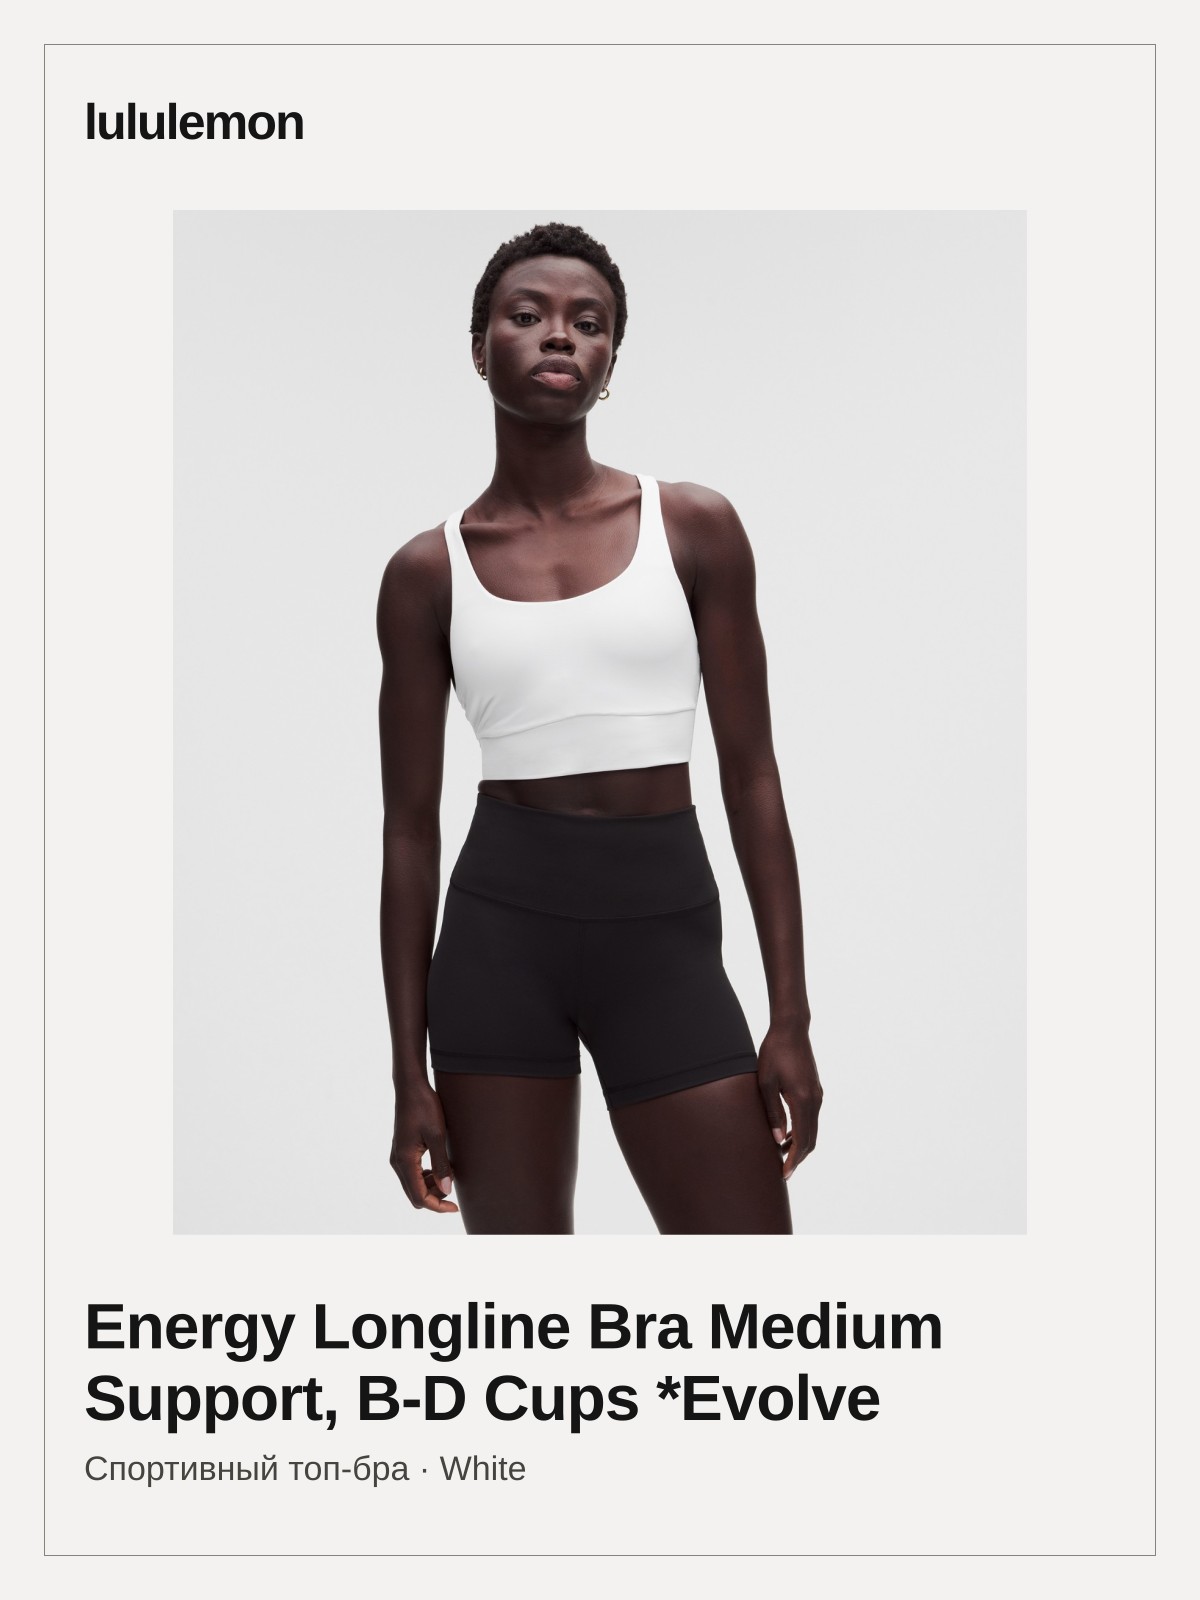 lululemon
Energy Longline Bra Medium
Support, B-D Cups *Evolve
Спортивный топ-бра · White